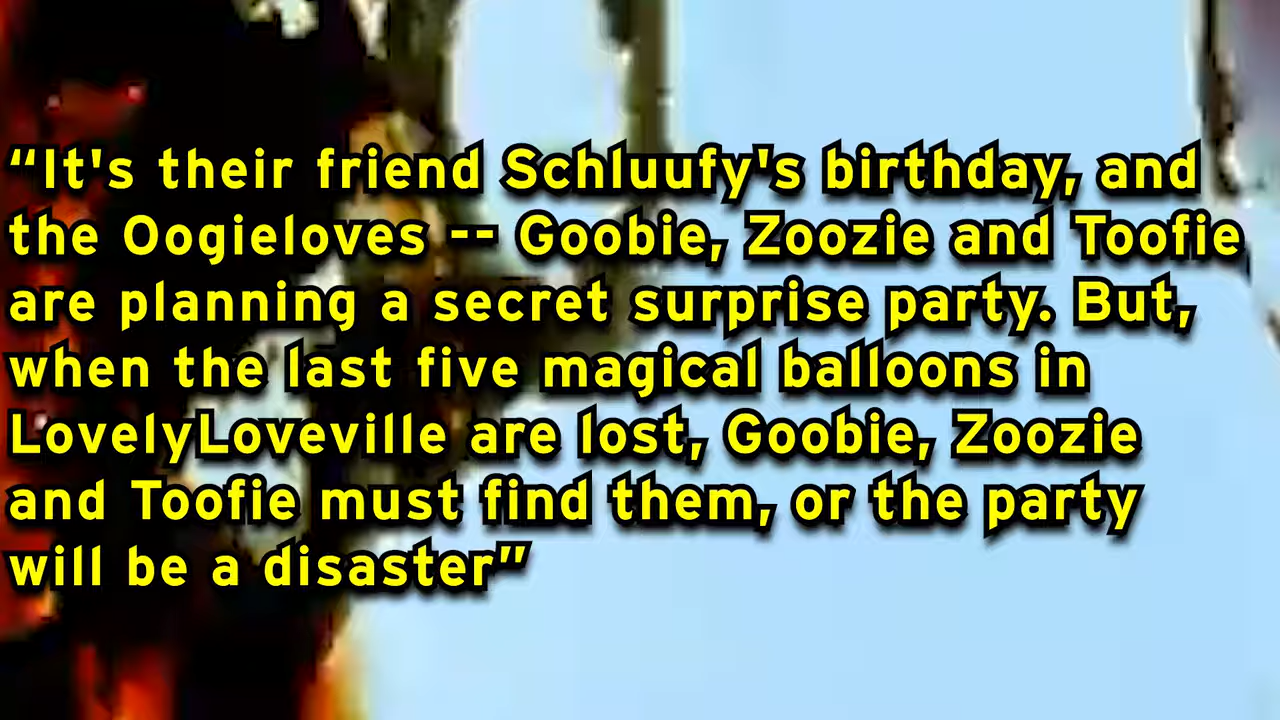 “It's their friend Schluufy's birthday, and
the Oogieloves -- Goobie, Zoozie and Toofie
are planning a secret surprise party. But,
when the last five magical balloons in
LovelyLoveville are lost, Goobie, Zoozie
and Toofie must find them, or the party
will be a disaster”